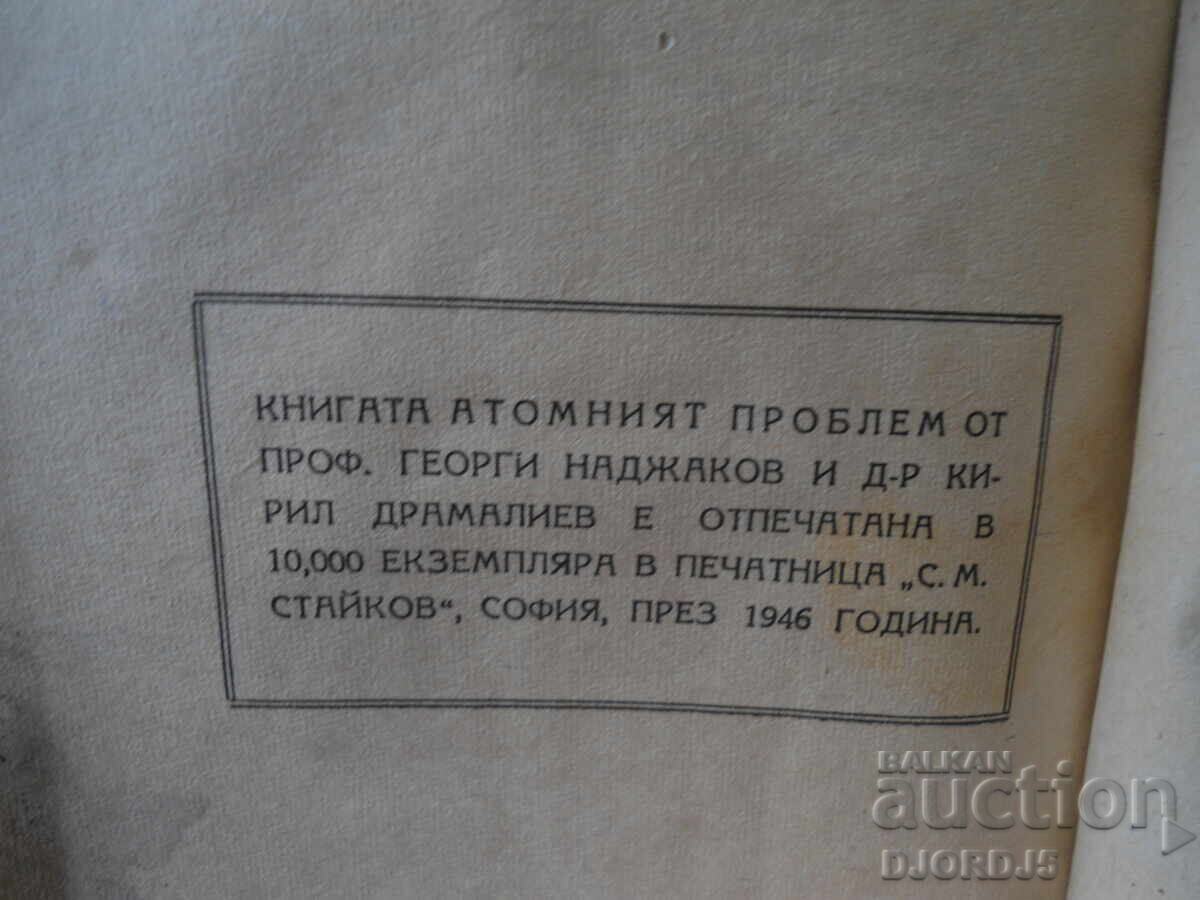 КНИГАТА АТОМНИЯТ ПРОБЛЕМ ОТ
ПРОФ. ГЕОРГИ НАДЖАКОВ И Д-Р КИ-
РИЛ ДРАМАЛИЕВ Е ОТПЕЧАТАНА В
10,000 ЕКЗЕМПЛЯРА В ПЕЧАТНИЦА „С. М.
СТАЙКОВ“, СОФИЯ, ПРЕЗ 1946 ГОДИНА.
BALKAN
auction
DJORDJ5